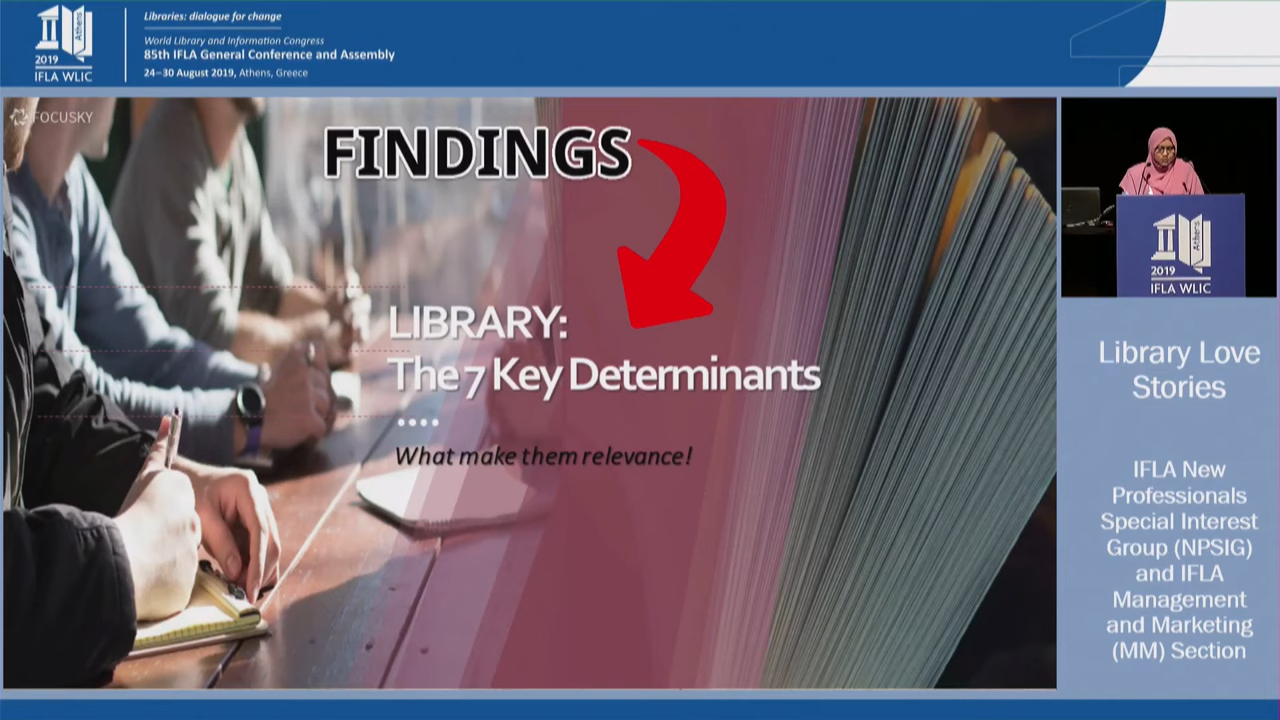 Athens
2019
IFLA WLIC
Libraries: dialogue for change
World Library and Information Congress
85th IFLA General Conference and Assembly
24–30 August 2019, Athens, Greece
FOCUSKY
FINDINGS
LIBRARY:
The 7 Key Determinants
What make them relevance!
Athens
2019
IFLA WLIC
Library Love
Stories
IFLA New
Professionals
Special Interest
Group (NPSIG)
and IFLA
Management
and Marketing
(MM) Section